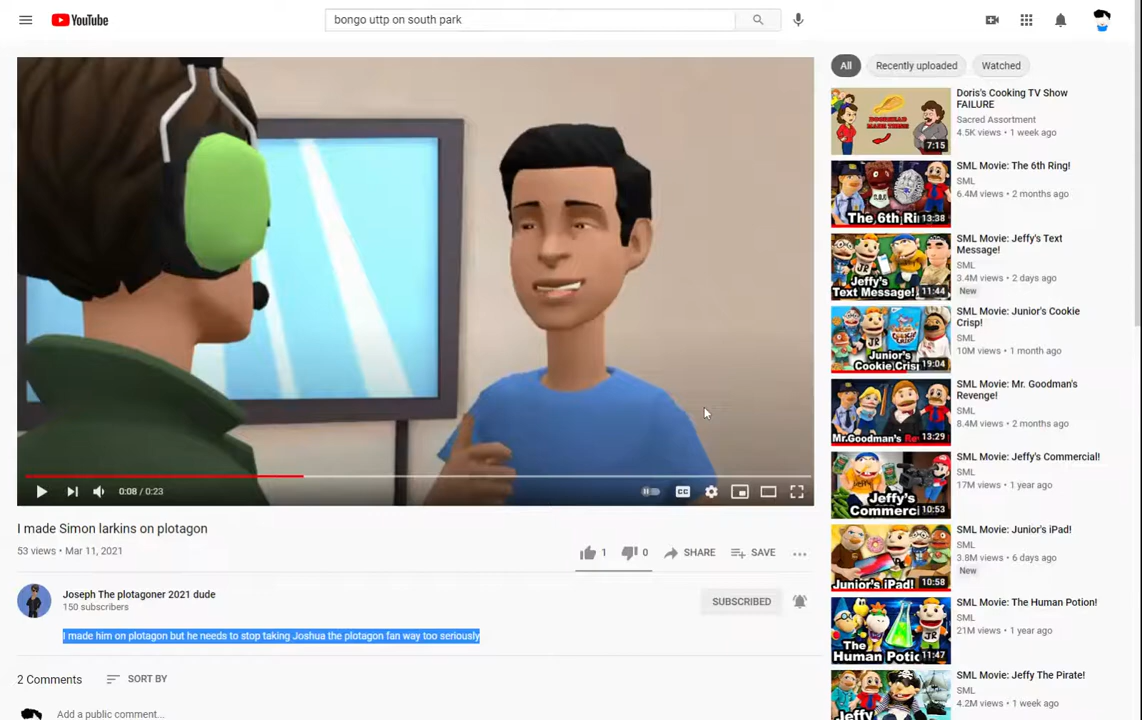 YouTube
bongo uttp on south park
All
Recently uploaded
Watched
Doris's Cooking TV Show
FAILURE
Sacred Assortment
4.5K views • 1 week ago
7:15
SML Movie: The 6th Ring!
SML
6.4M views • 2 months ago
The 6th Ri
13:38
SML Movie: Jeffy's Text
Message!
SML
3.4M views • 2 days ago
New
Jeffy's
Text Message!
11:44
SML Movie: Junior's Cookie
Crisp!
SML
10M views • 1 month ago
Junior's
Cookie Crisp
19:04
SML Movie: Mr. Goodman's
Revenge!
SML
8.4M views • 2 months ago
Mr.Goodman's Re
13:29
SML Movie: Jeffy's Commercial!
SML
17M views • 1 year ago
Jeffy's
Commerci
10:53
SML Movie: Junior's iPad!
SML
3.8M views • 6 days ago
New
Junior's iPad!
10:58
SML Movie: The Human Potion!
SML
21M views • 1 year ago
The
Human Potio
11:47
SML Movie: Jeffy The Pirate!
SML
4.2M views • 1 week ago
Jeffy
0:08 / 0:23
CC
I made Simon larkins on plotagon
53 views • Mar 11, 2021
1
0
SHARE
SAVE
Joseph The plotagoner 2021 dude
150 subscribers
SUBSCRIBED
I made him on plotagon but he needs to stop taking Joshua the plotagon fan way too seriously
2 Comments
SORT BY
Add a public comment...